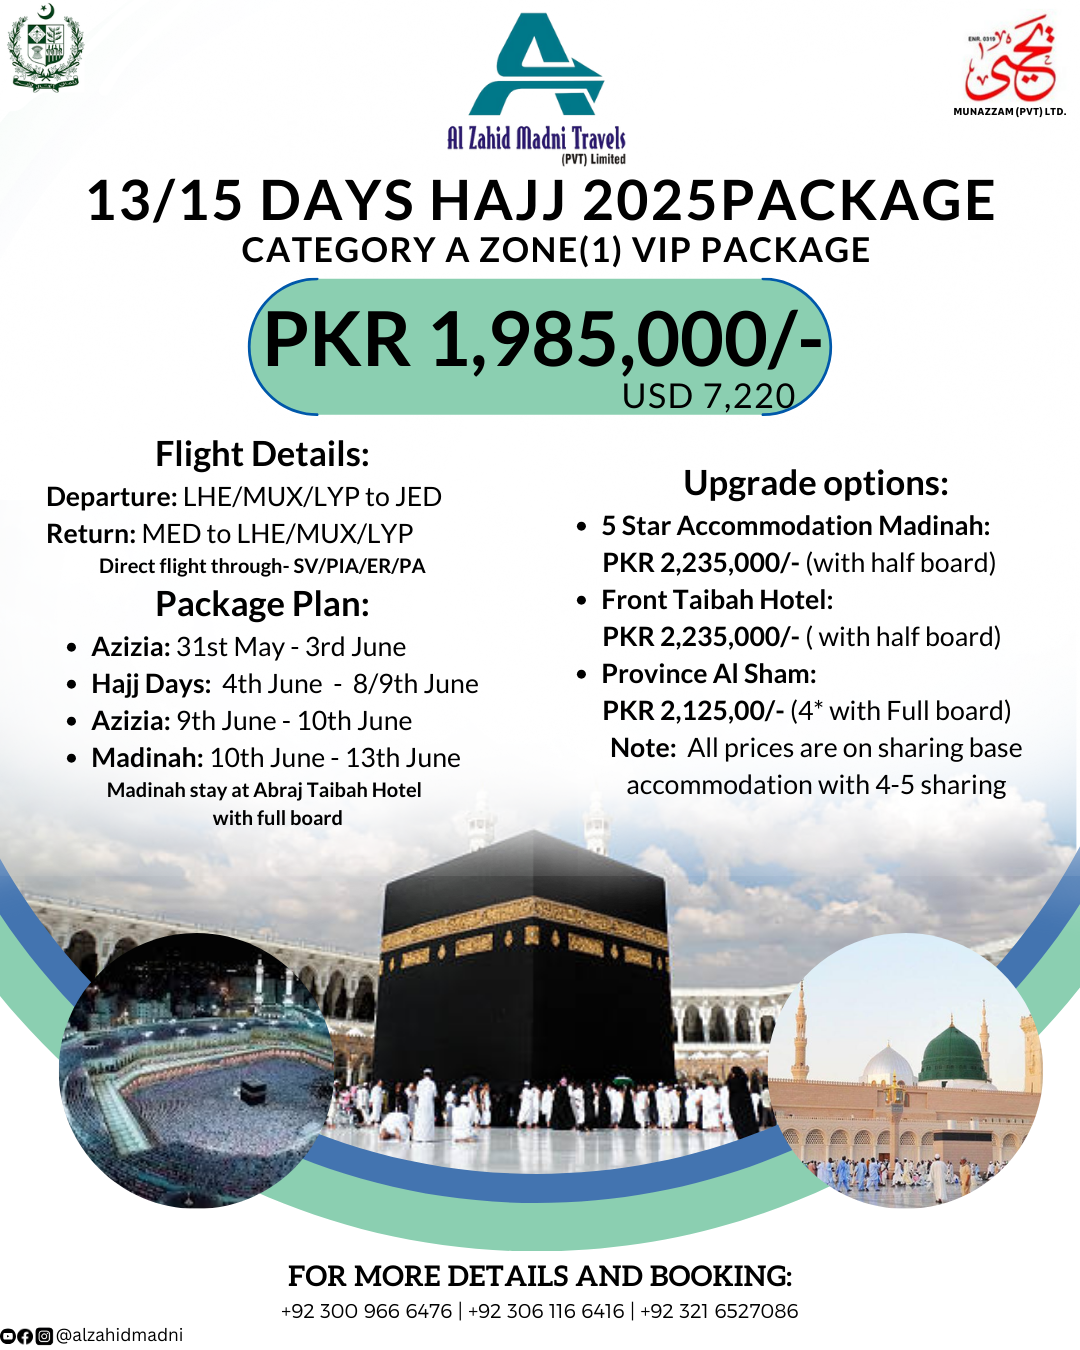 ENR. 0319
يحيى
MUNAZZAM (PVT) LTD.
Al Zahid Madni Travels
(PVT) Limited
13/15 DAYS HAJJ 2025PACKAGE
CATEGORY A ZONE(1) VIP PACKAGE
PKR 1,985,000/-
USD 7,220
Flight Details:
Departure: LHE/MUX/LYP to JED
Return: MED to LHE/MUX/LYP
Direct flight through- SV/PIA/ER/PA
Package Plan:
• Azizia: 31st May - 3rd June
• Hajj Days:  4th June  -  8/9th June
• Azizia: 9th June - 10th June
• Madinah: 10th June - 13th June
Madinah stay at Abraj Taibah Hotel
with full board
Upgrade options:
• 5 Star Accommodation Madinah:
PKR 2,235,000/- (with half board)
• Front Taibah Hotel:
PKR 2,235,000/- ( with half board)
• Province Al Sham:
PKR 2,125,00/- (4* with Full board)
Note:  All prices are on sharing base
accommodation with 4-5 sharing
FOR MORE DETAILS AND BOOKING:
+92 300 966 6476 | +92 306 116 6416 | +92 321 6527086
@alzahidmadni